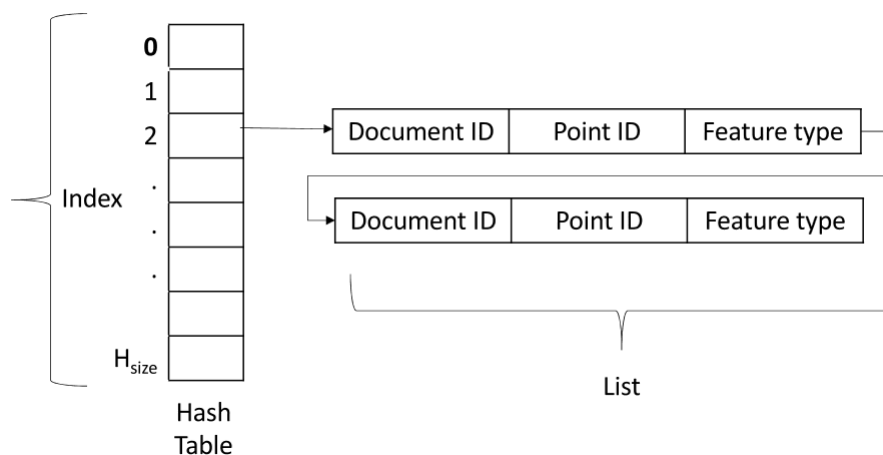 0
1
2
Document ID Point ID Feature type
.
Index
.
Document ID Point ID Feature type
.
Hsize
List
Hash
Table